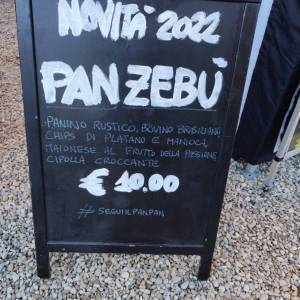 NOVITÀ 2022
PAN ZEBÙ
PANINO RUSTICO, BOVINO BRASILIANO
CHIPS DI PLATANO E MANIOCA,
MAIONESE AL FRUTTO DELLA PASSIONE
CIPOLLA CROCCANTE
€ 10.00
#SEGUIILPANPAN